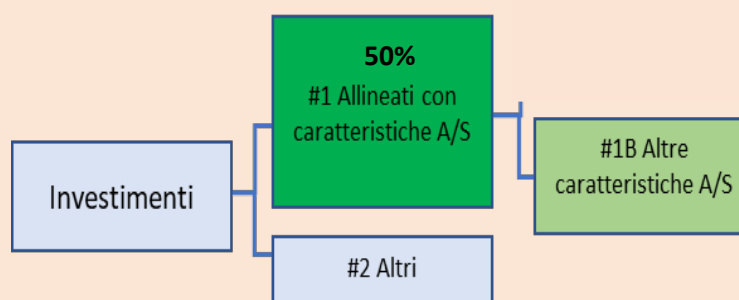 Investimenti
50%
#1 Allineati con
caratteristiche A/S
#2 Altri
#1B Altre
caratteristiche A/S